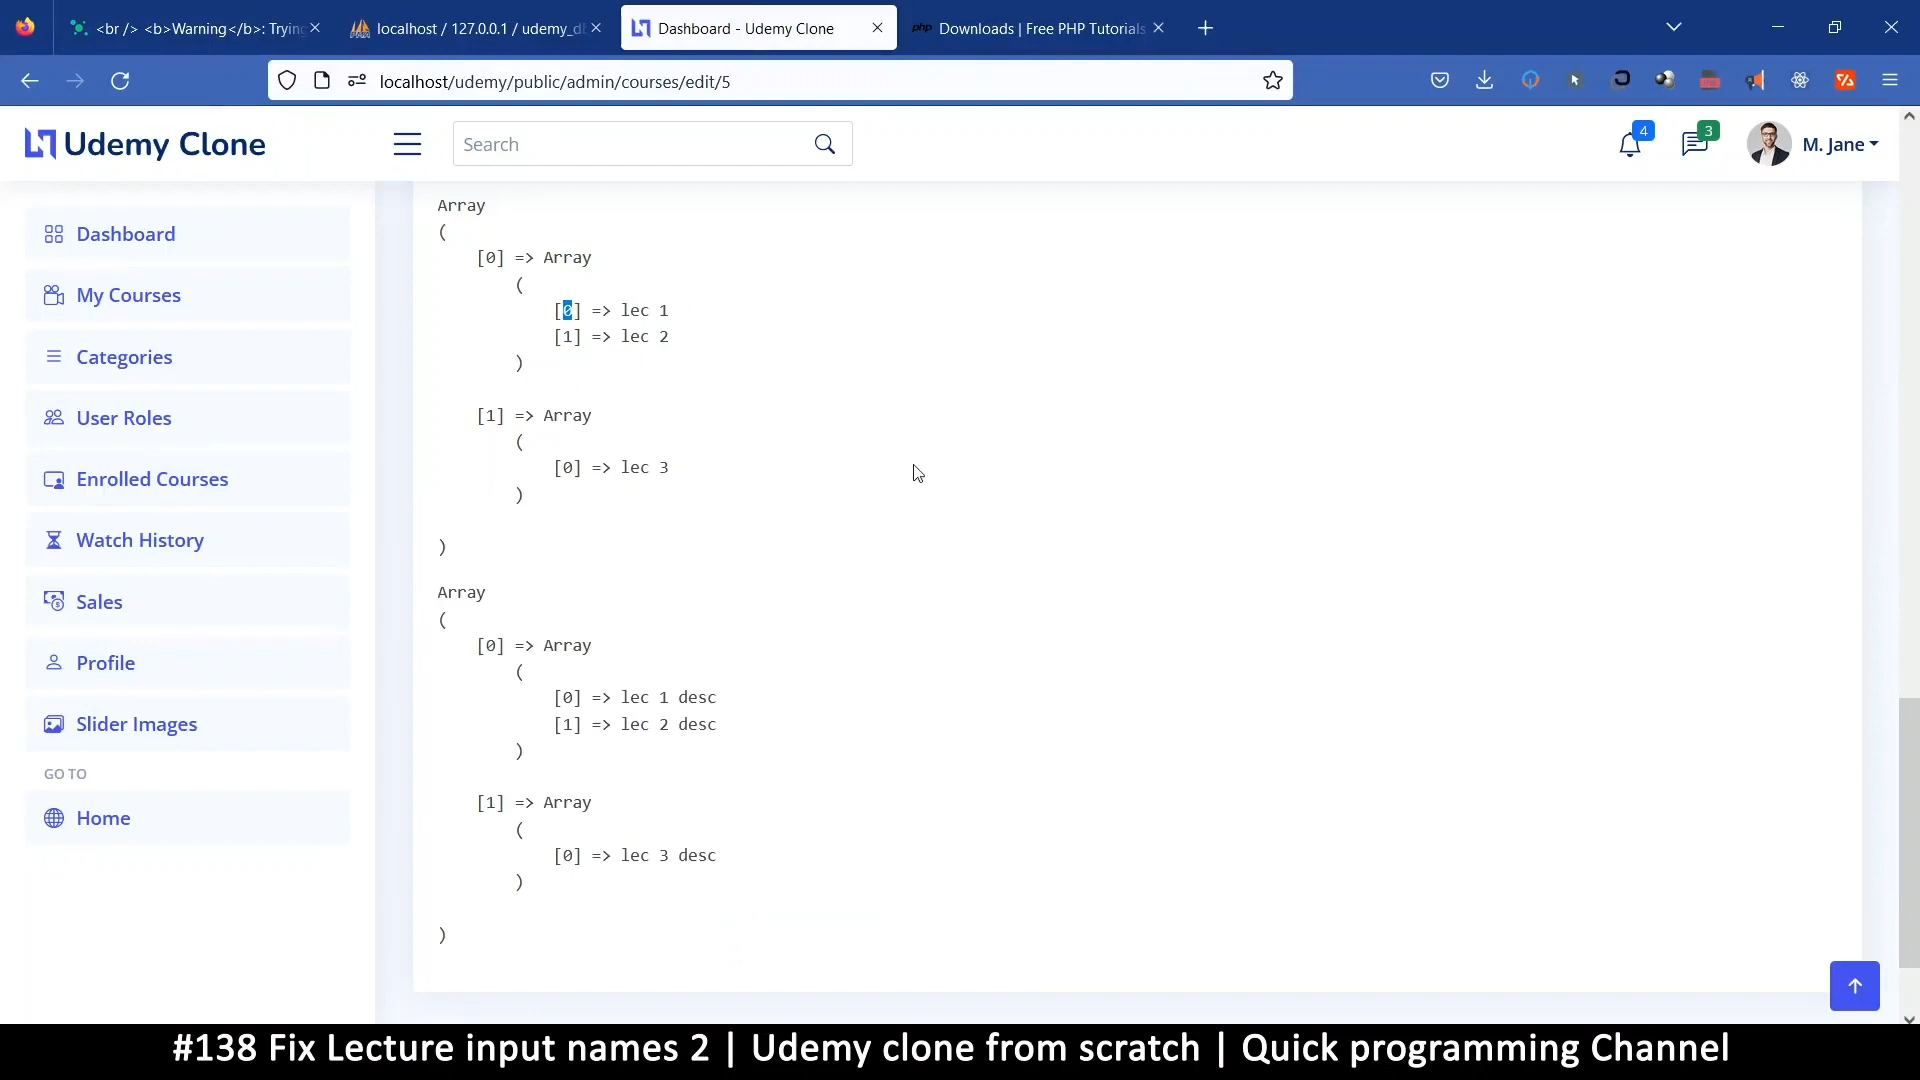 <br /> <b>Warning</b>: Trying
localhost / 127.0.0.1 / udemy_d
Dashboard - Udemy Clone
php Downloads | Free PHP Tutorials
localhost/udemy/public/admin/courses/edit/5
Udemy Clone
Search
4
3
M. Jane
Dashboard
My Courses
Categories
User Roles
Enrolled Courses
Watch History
Sales
Profile
Slider Images
GO TO
Home
Array
(
[0] => Array
(
[0] => lec 1
[1] => lec 2
)
[1] => Array
(
[0] => lec 3
)
)
Array
(
[0] => Array
(
[0] => lec 1 desc
[1] => lec 2 desc
)
[1] => Array
(
[0] => lec 3 desc
)
)
#138 Fix Lecture input names 2 | Udemy clone from scratch | Quick programming Channel